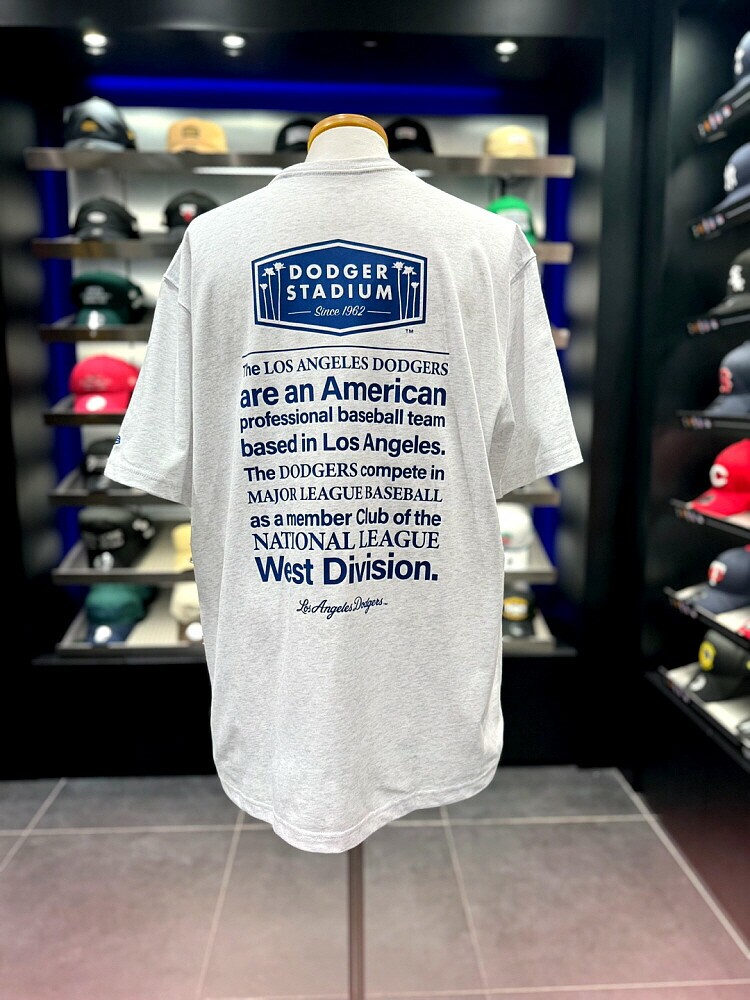 DODGER
STADIUM
Since 1962
TM
The LOS ANGELES DODGERS
are an American
professional baseball team
based in Los Angeles.
The DODGERS compete in
MAJOR LEAGUE BASEBALL
as a member Club of the
NATIONAL LEAGUE
West Division.
Los Angeles Dodgers